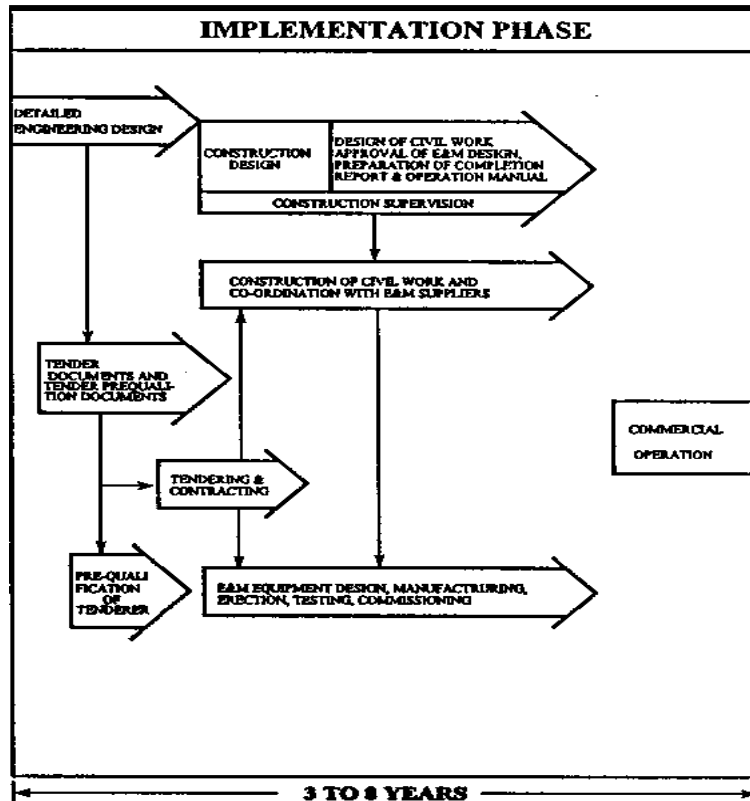 IMPLEMENTATION PHASE
DETAILED
ENGINEERING DESIGN
CONSTRUCTION
DESIGN
DESIGN OF CIVIL WORK
APPROVAL OF E&M DESIGN,
PREPARATION OF COMPLETION
REPORT & OPERATION MANUAL
CONSTRUCTION SUPERVISION
CONSTRUCTION OF CIVIL WORK AND
CO-ORDINATION WITH E&M SUPPLIERS
TENDER
DOCUMENTS AND
TENDER PREQUALI-
TION DOCUMENTS
COMMERCIAL
OPERATION
TENDERING &
CONTRACTING
PRE-QUALI
FICATION
OF
TENDERER
E&M EQUIPMENT DESIGN, MANUFACTRURING,
ERECTION, TESTING, COMMISSIONING
3 TO 8 YEARS